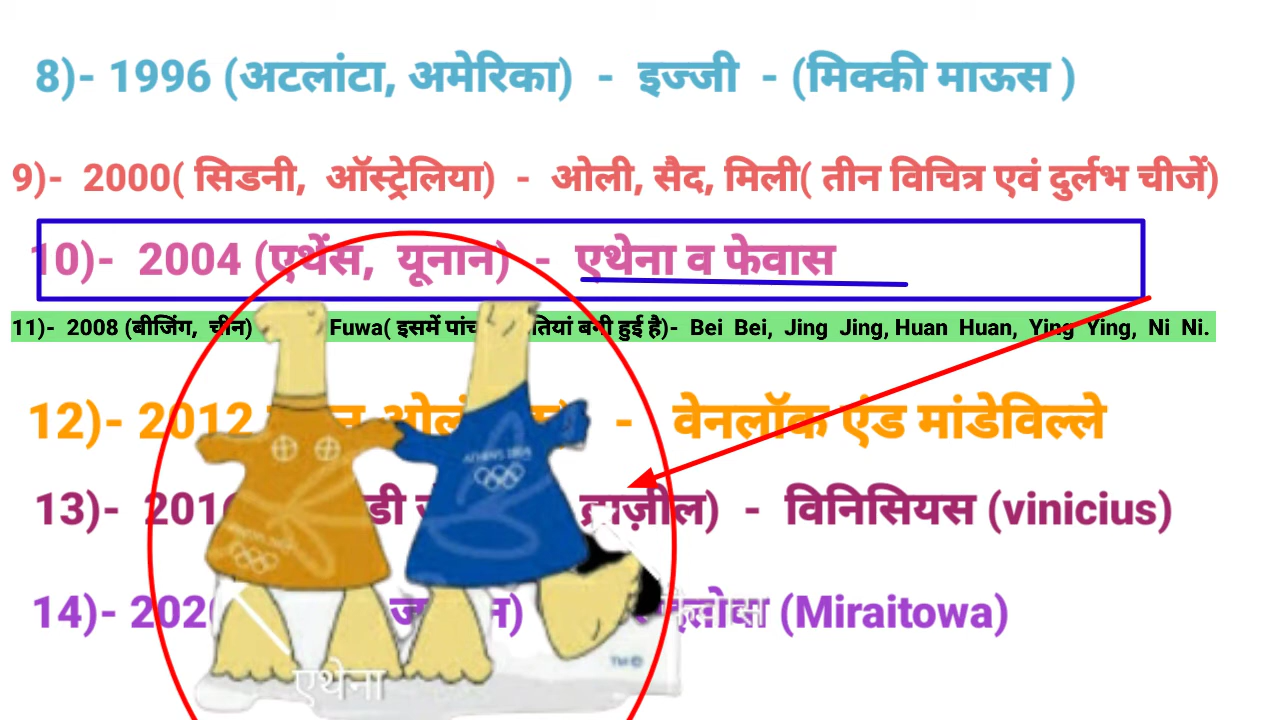 8)- 1996 (अटलांटा, अमेरिका) - इज्जी - (मिक्की माऊस )
9)- 2000( सिडनी, ऑस्ट्रेलिया) - ओली, सैद, मिली( तीन विचित्र एवं दुर्लभ चीजें)
10)- 2004 (एथेंस, यूनान) - एथेना व फेवास
11)- 2008 (बीजिंग, चीन) Fuwa( इसमें पांच बनी हुई है)- Bei Bei, Jing Jing, Huan Huan, Ying Ying, Ni Ni.
12)- 2012 - वेनलॉक एंड मांडेविल्ले
ATHENS 2004
13)- - विनिसियस (vinicius)
14)- (Miraitowa)
TM ©
एथेना